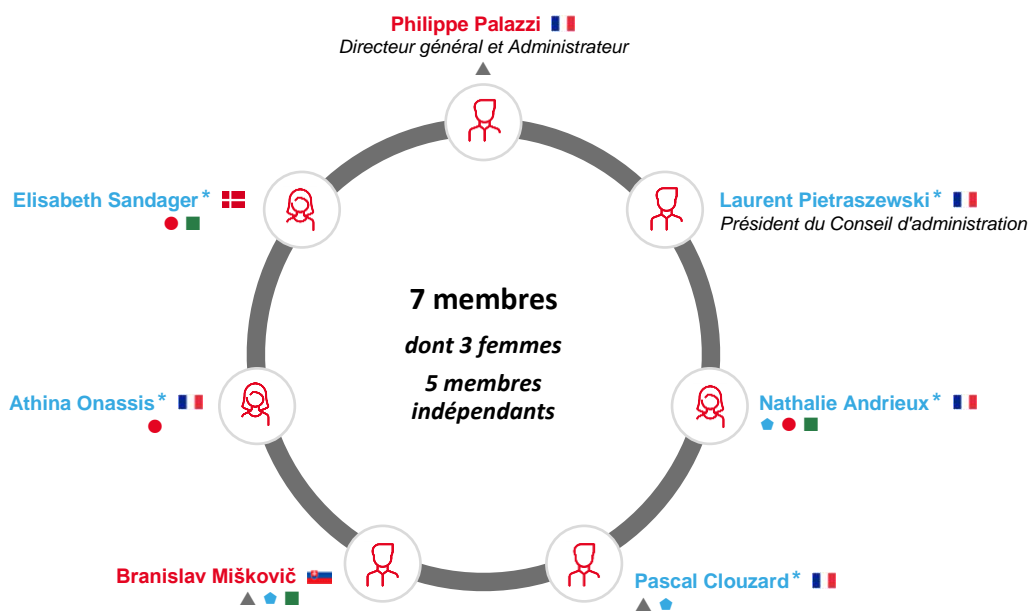 Philippe Palazzi
Directeur général et Administrateur
Elisabeth Sandager*
Laurent Pietraszewski*
Président du Conseil d'administration
7 membres
dont 3 femmes
5 membres
indépendants
Athina Onassis*
Nathalie Andrieux*
Branislav Miškovič
Pascal Clouzard*